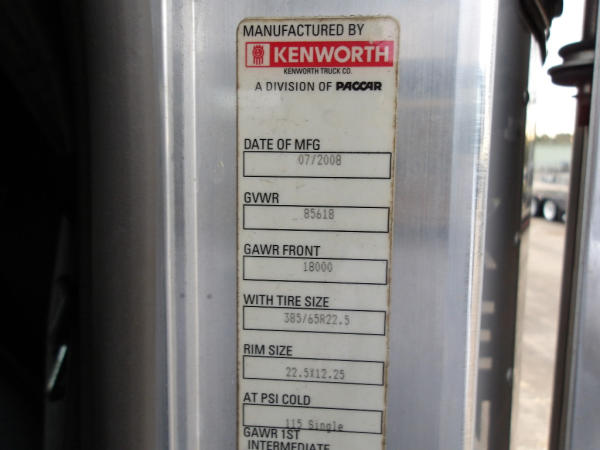 MANUFACTURED BY
KENWORTH
KENWORTH TRUCK CO.
A DIVISION OF PACCAR
DATE OF MFG
07/2008
GVWR
85618
GAWR FRONT
18000
WITH TIRE SIZE
385/65R22.5
RIM SIZE
22.5X12.25
AT PSI COLD
115 Single
GAWR 1ST
INTERMEDIATE